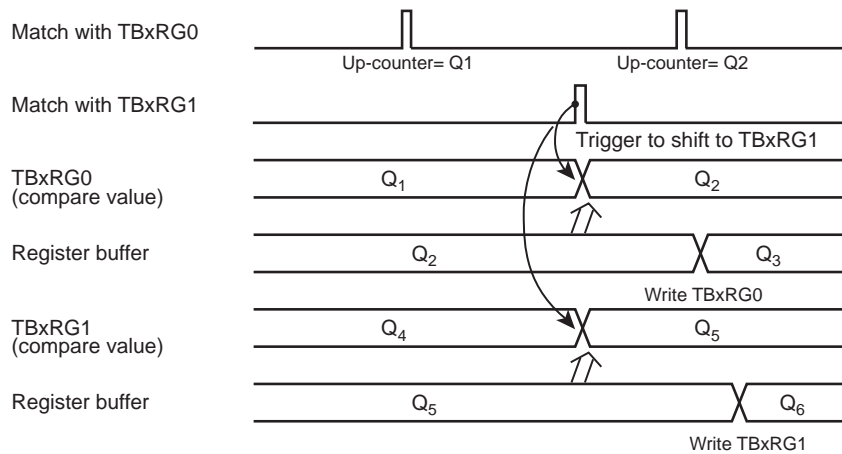 Match with TBxRG0
Up-counter= Q1
Up-counter= Q2
Match with TBxRG1
Trigger to shift to TBxRG1
TBxRG0
(compare value)
Q1
Q2
Register buffer
Q2
Q3
Write TBxRG0
TBxRG1
(compare value)
Q4
Q5
Register buffer
Q5
Q6
Write TBxRG1